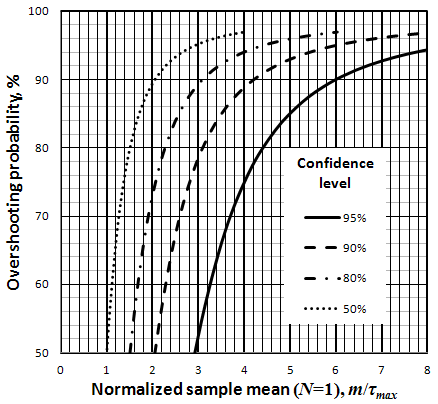 Overshooting probability, %
100
90
80
70
60
50
Confidence
level
95%
90%
80%
50%
0 1 2 3 4 5 6 7 8
Normalized sample mean (N=1), m/τmax